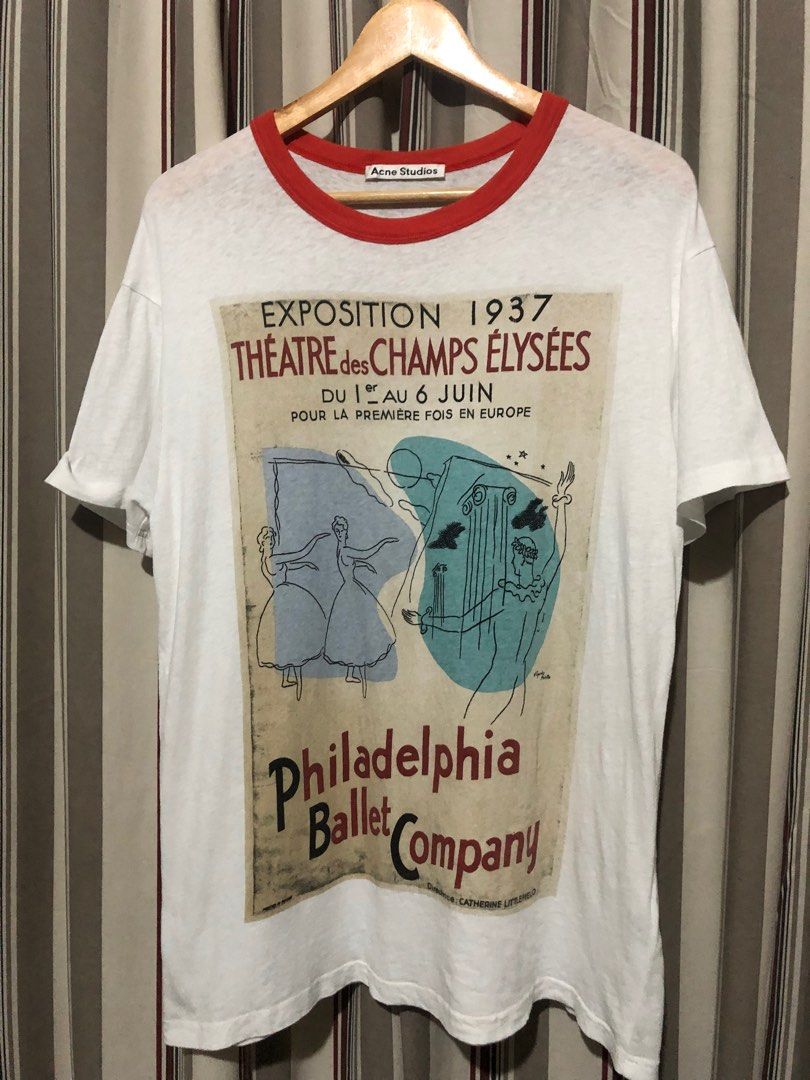 Acne Studios
EXPOSITION 1937
THÉATRE des CHAMPS ÉLYSÉES
DU 1er AU 6 JUIN
POUR LA PREMIÈRE FOIS EN EUROPE
Philadelphia
Ballet
Company
CATHERINE LITTLEFIELD